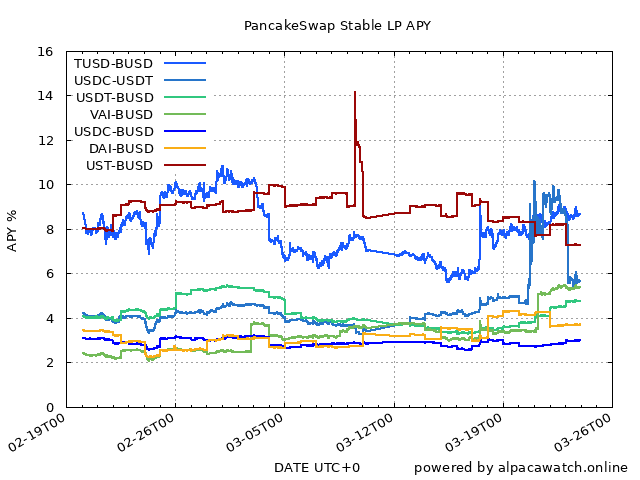 PancakeSwap Stable LP APY
16
14
12
10
8
6
4
2
0
APY %
TUSD-BUSD
USDC-USDT
USDT-BUSD
VAI-BUSD
USDC-BUSD
DAI-BUSD
UST-BUSD
02-19T00
02-26T00
03-05T00
03-12T00
03-19T00
03-26T00
DATE UTC+0
powered by alpacawatch.online